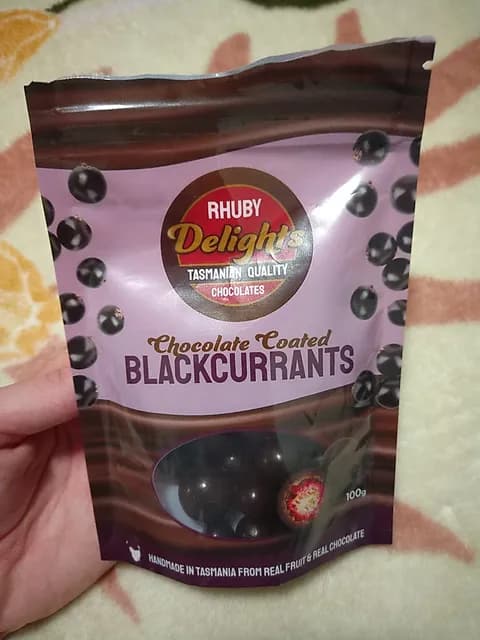 RHUBY
Delights
TASMANIAN QUALITY
CHOCOLATES
Chocolate Coated
BLACKCURRANTS
100g
HANDMADE IN TASMANIA FROM REAL FRUIT & REAL CHOCOLATE